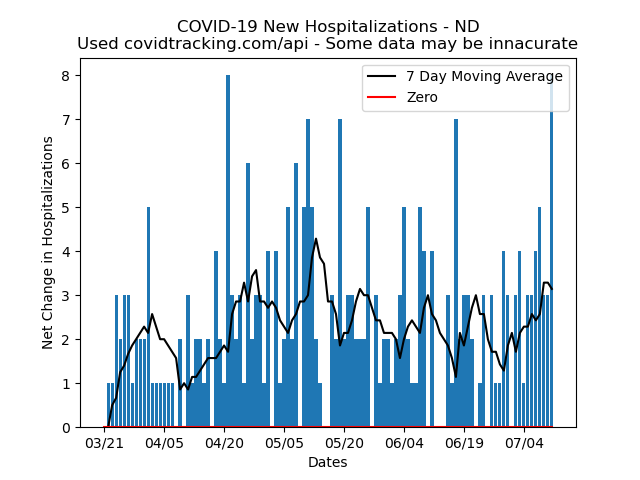 COVID-19 New Hospitalizations - ND
Used covidtracking.com/api - Some data may be innacurate
7 Day Moving Average
Zero
Net Change in Hospitalizations
8
7
6
5
4
3
2
1
0
03/21 04/05 04/20 05/05 05/20 06/04 06/19 07/04
Dates